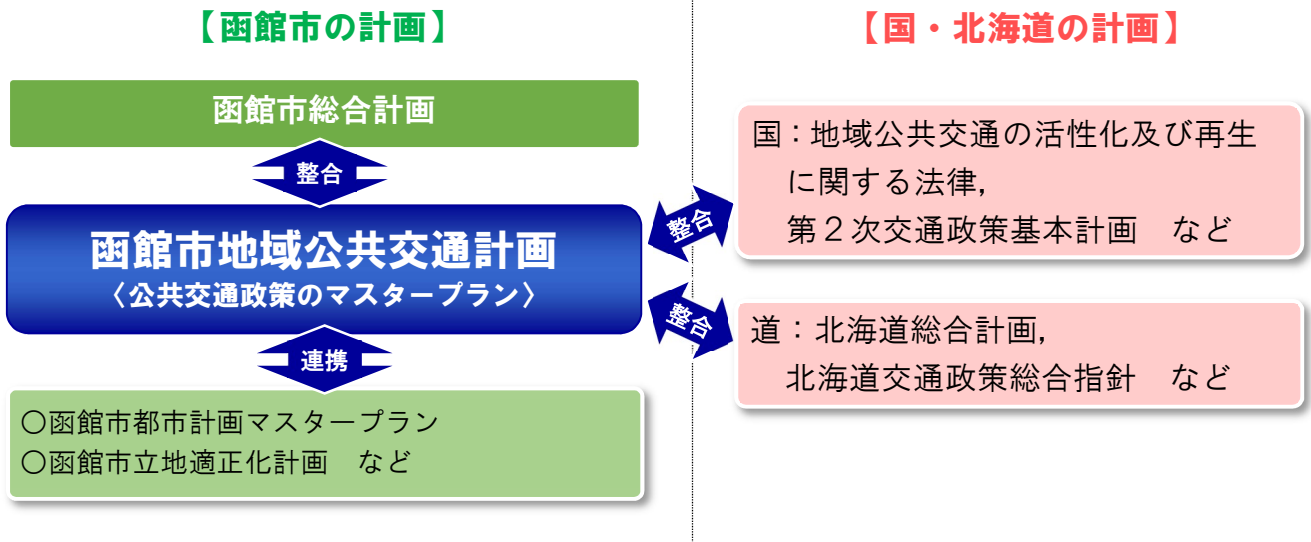 【函館市の計画】
函館市総合計画
整合
函館市地域公共交通計画
〈公共交通政策のマスタープラン〉
連携
〇函館市都市計画マスタープラン
〇函館市立地適正化計画　など
【国・北海道の計画】
整合
国：地域公共交通の活性化及び再生
に関する法律，
第２次交通政策基本計画　など
整合
道：北海道総合計画，
北海道交通政策総合指針　など